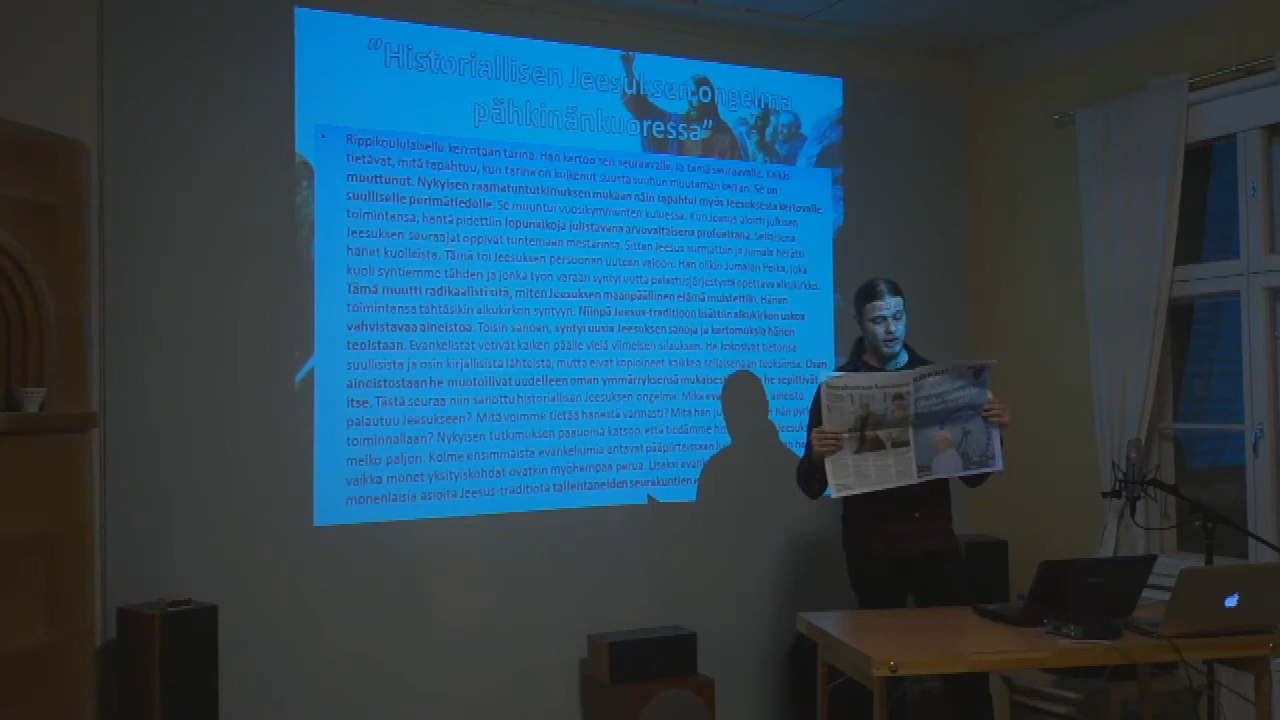 "Historiallisen Jeesuksen ongelma
pähkinänkuoressa"
Rippikoululaiselle kerrotaan tarina. Hän kertoo sen seuraavalle. Ja tämä seuraavalle. Kaikki
tietävät, mitä tapahtuu, kun tarina on kulkenut suusta suuhun muutaman kerran. Se on
muuttunut. Nykyisen raamatuntutkimuksen mukaan näin tapahtui myös Jeesuksesta kertovalle
suulliselle perimätiedolle. Se muuntui vuosikymmenten kuluessa. Kun Jeesus aloitti julkisen
toimintansa, häntä pidettiin lopunaikoja julistavana arvovaltaisena profeettana. Sellaisena
Jeesuksen seuraajat oppivat tuntemaan mestarinsa. Sitten Jeesus surmattiin ja Jumala herätti
hänet kuolleista. Tämä toi Jeesuksen persoonan uuteen valoon. Hän olikin Jumalan Poika, joka
kuoli syntiemme tähden ja jonka työn varaan syntyi uutta pelastusjärjestystä opettava alkukirkko.
Tämä muutti radikaalisti sitä, miten Jeesuksen maanpäällinen elämä muistettiin. Hänen
toimintansa tähtäsikin alkukirkon syntyyn. Niinpä Jeesus-traditioon lisättiin alkukirkon uskoa
vahvistavaa aineistoa. Toisin sanoen, syntyi uusia Jeesuksen sanoja ja kertomuksia hänen
teoistaan. Evankelistat vetivät kaiken päälle vielä viimeisen silauksen. He kokosivat tietonsa
suullisista ja osin kirjallisista lähteistä, mutta eivät kopioineet kaikkea sellaisenaan teoksiinsa. Osan
aineistostaan he muotoilivat uudelleen oman ymmärryksensä he sepittivät
itse. Tästä seuraa niin sanottu historiallisen Jeesuksen ongelma. Mikä aineisto
palautuu Jeesukseen? Mitä voimme tietää hänestä varmasti? Mitä han hän
toiminnallaan? Nykyisen tutkimuksen pääuoma katsoo, että tiedämme
melko paljon. Kolme ensimmäistä evankeliumia antavat pääpiirteissään
vaikka monet yksityiskohdat ovatkin myöhempää perua. Lisäksi
monenlaisia asioita Jeesus-traditiota tallentaneiden seurakuntien